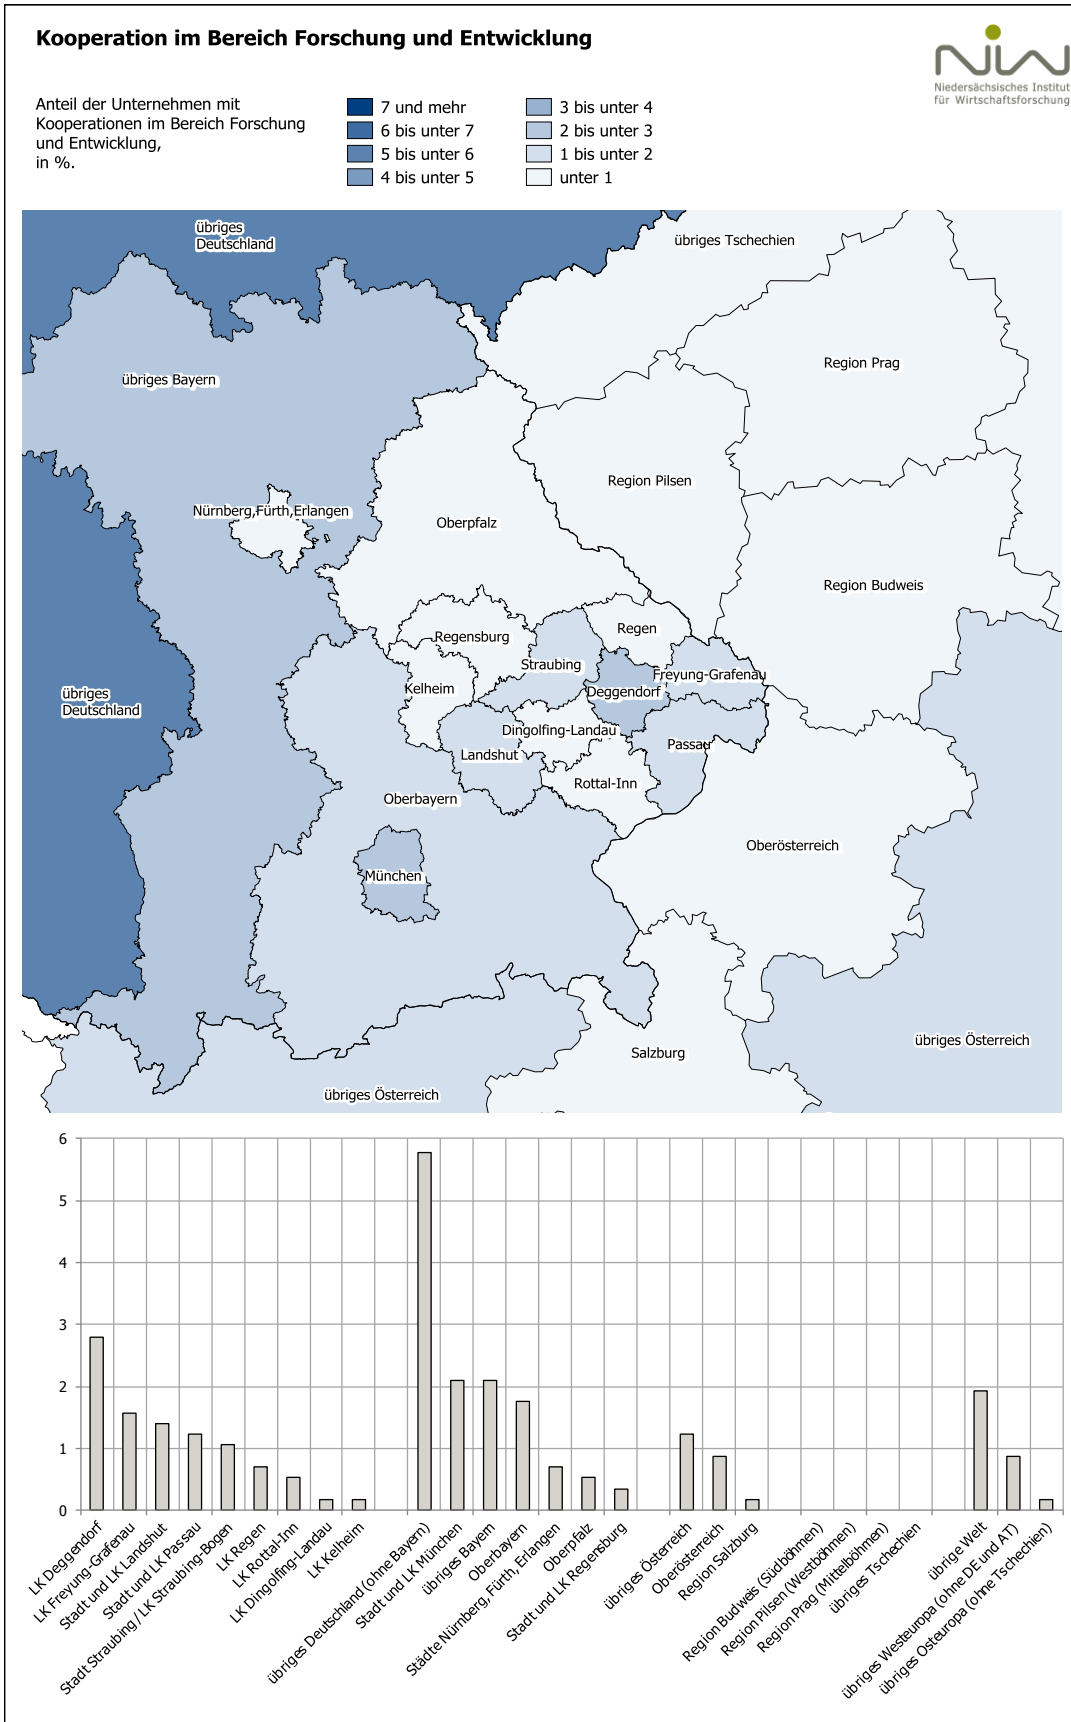 Kooperation im Bereich Forschung und Entwicklung
NIW
Niedersächsisches Institut
für Wirtschaftsforschung
Anteil der Unternehmen mit
Kooperationen im Bereich Forschung
und Entwicklung,
in %.
7 und mehr
6 bis unter 7
5 bis unter 6
4 bis unter 5
3 bis unter 4
2 bis unter 3
1 bis unter 2
unter 1
übriges
Deutschland
übriges Tschechien
Region Prag
übriges Bayern
Region Pilsen
Nürnberg,Fürth,Erlangen
Oberpfalz
Region Budweis
Regen
Regensburg
Straubing
Freyung-Grafenau
Kelheim
Deggendorf
übriges
Deutschland
Dingolfing-Landau
Passau
Landshut
Rottal-Inn
Oberbayern
Oberösterreich
München
übriges Österreich
Salzburg
übriges Österreich
6
5
4
3
2
1
0
LK Deggendorf
LK Freyung-Grafenau
Stadt und LK Landshut
Stadt und LK Passau
Stadt Straubing / LK Straubing-Bogen
LK Regen
LK Rottal-Inn
LK Dingolfing-Landau
LK Kelheim
übriges Deutschland (ohne Bayern)
Stadt und LK München
übriges Bayern
Oberbayern
Städte Nürnberg, Fürth, Erlangen
Oberpfalz
Stadt und LK Regensburg
übriges Österreich
Oberösterreich
Region Salzburg
Region Budweis (Südböhmen)
Region Pilsen (Westböhmen)
Region Prag (Mittelböhmen)
übriges Tschechien
übrige Welt
übriges Westeuropa (ohne DE und AT)
übriges Osteuropa (ohne Tschechien)